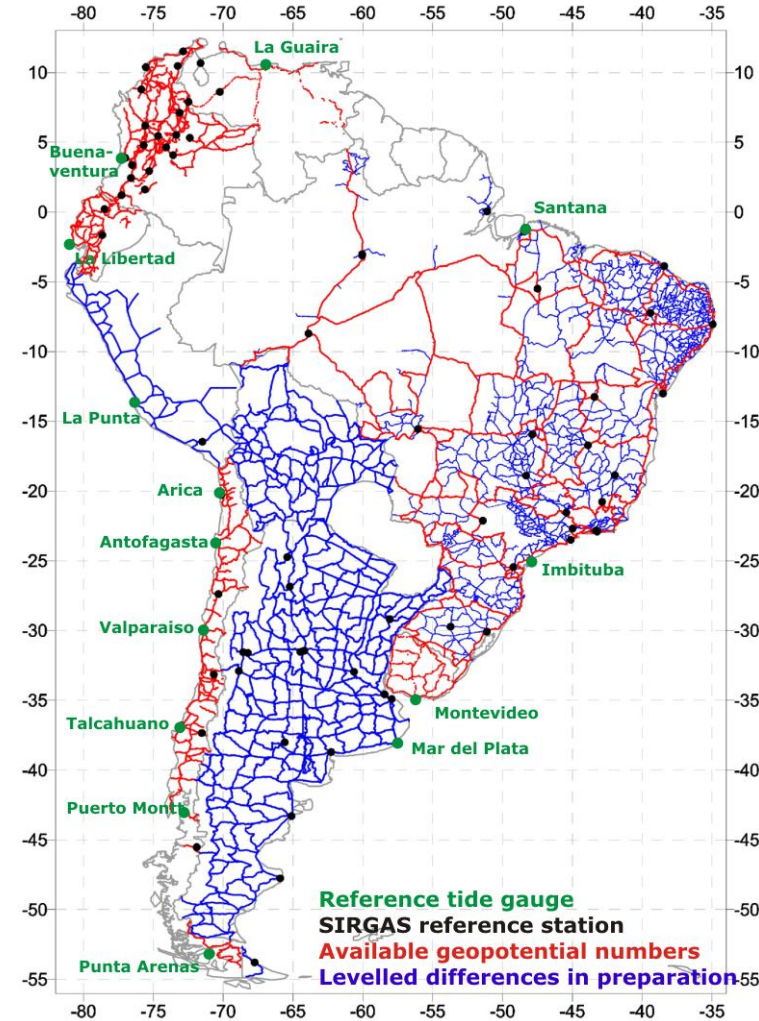 -80 -75 -70 -65 -60 -55 -50 -45 -40 -35
La Guaira
10 10
5 5
Buena-
ventura
0 0
Santana
La Libertad
-5 -5
-10 -10
La Punta
-15 -15
Arica
-20 -20
Antofagasta
-25 -25
Imbituba
Valparaiso
-30 -30
-35 -35
Montevideo
Talcahuano
Mar del Plata
-40 -40
Puerto Montt
-45 -45
Reference tide gauge
-50 -50
SIRGAS reference station
Available geopotential numbers
Punta Arenas
Levelled differences in preparation
-55 -55
-80 -75 -70 -65 -60 -55 -50 -45 -40 -35